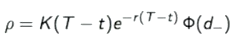 ρ = K(T − t)e^{−r(T−t)} Φ(d₋)